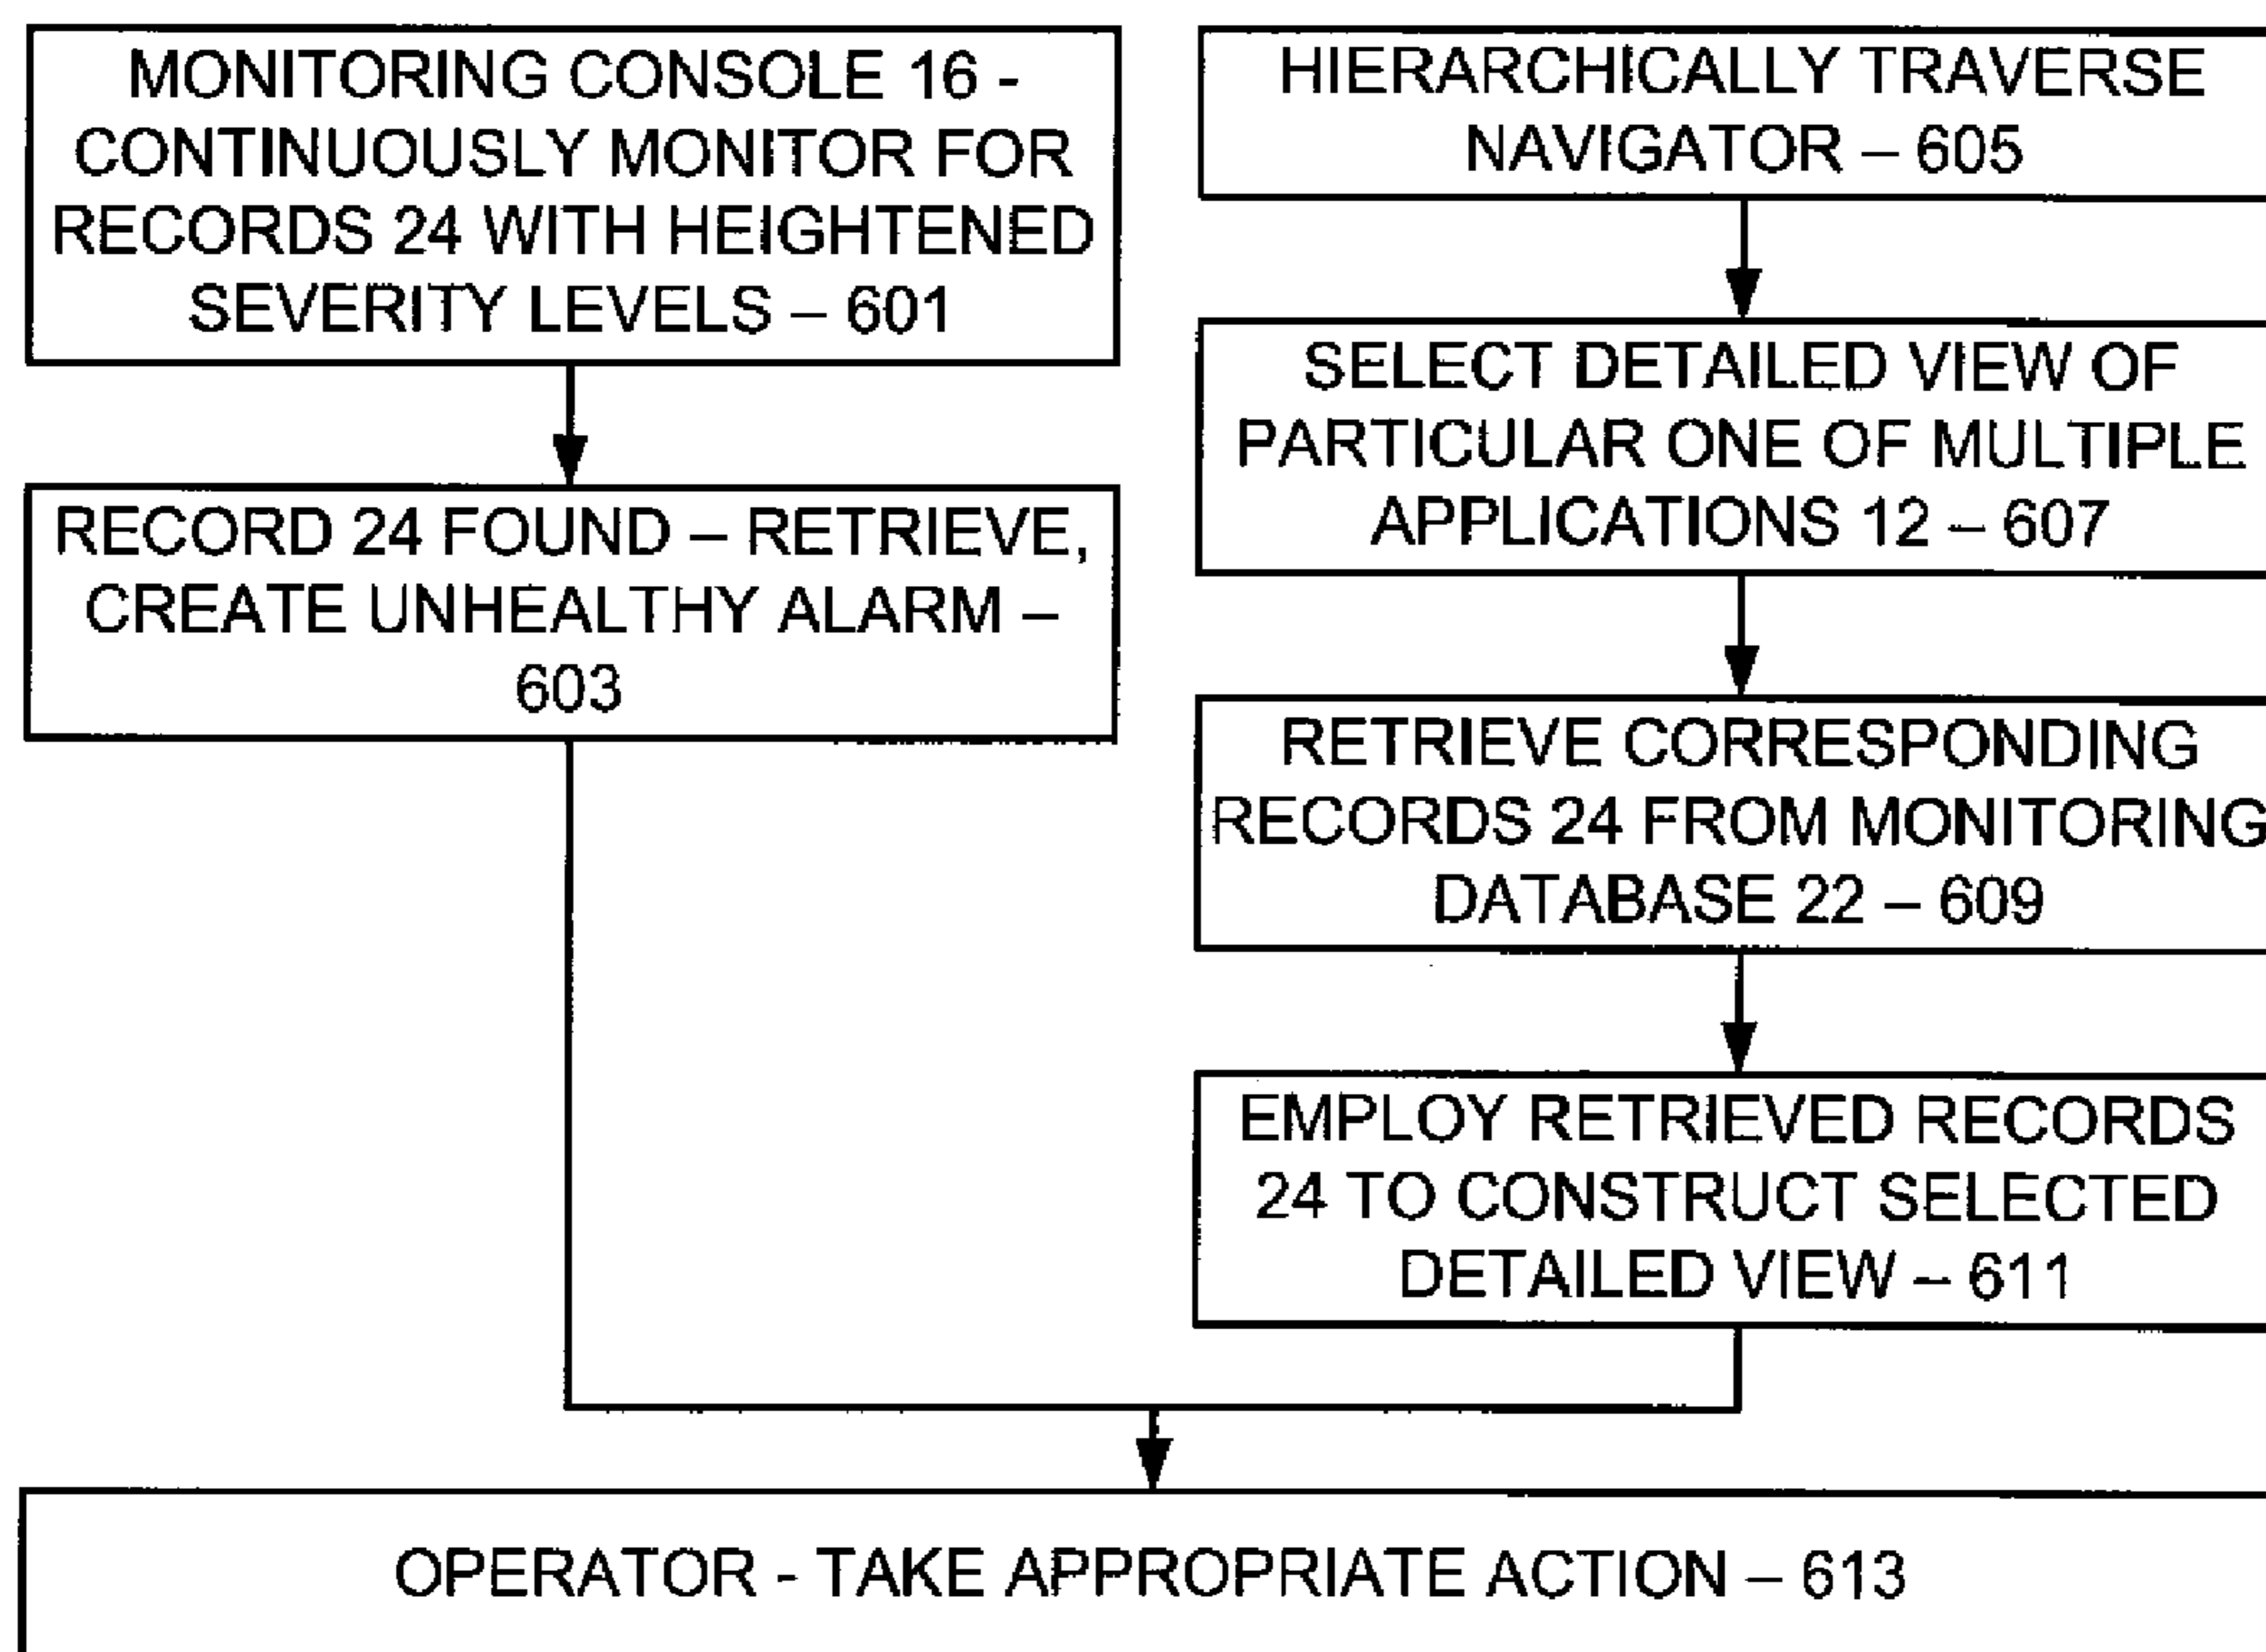 MONITORING CONSOLE 16 -
CONTINUOUSLY MONITOR FOR
RECORDS 24 WITH HEIGHTENED
SEVERITY LEVELS – 601
RECORD 24 FOUND – RETRIEVE,
CREATE UNHEALTHY ALARM –
603
HIERARCHICALLY TRAVERSE
NAVIGATOR – 605
SELECT DETAILED VIEW OF
PARTICULAR ONE OF MULTIPLE
APPLICATIONS 12 – 607
RETRIEVE CORRESPONDING
RECORDS 24 FROM MONITORING
DATABASE 22 – 609
EMPLOY RETRIEVED RECORDS
24 TO CONSTRUCT SELECTED
DETAILED VIEW – 611
OPERATOR - TAKE APPROPRIATE ACTION – 613